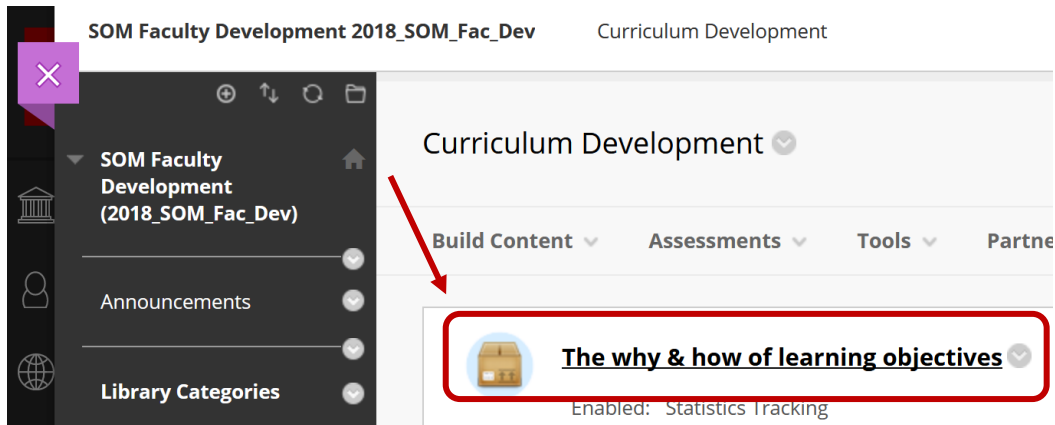 SOM Faculty Development 2018_SOM_Fac_Dev Curriculum Development
SOM Faculty
Development
(2018_SOM_Fac_Dev)
Announcements
Library Categories
Curriculum Development
Build Content Assessments Tools Partne
The why & how of learning objectives
Enabled: Statistics Tracking